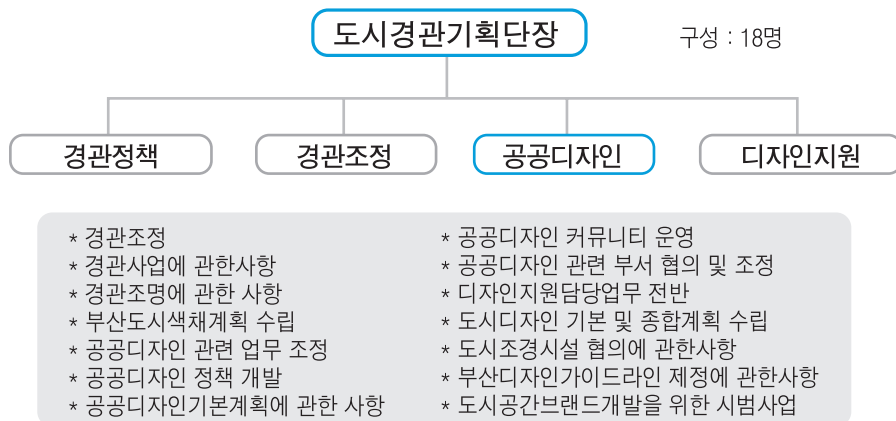 도시경관기획단장
구성 : 18명
경관정책
경관조정
공공디자인
디자인지원
* 경관조정
* 경관사업에 관한사항
* 경관조명에 관한 사항
* 부산도시색채계획 수립
* 공공디자인 관련 업무 조정
* 공공디자인 정책 개발
* 공공디자인기본계획에 관한 사항
* 공공디자인 커뮤니티 운영
* 공공디자인 관련 부서 협의 및 조정
* 디자인지원담당업무 전반
* 도시디자인 기본 및 종합계획 수립
* 도시조경시설 협의에 관한사항
* 부산디자인가이드라인 제정에 관한사항
* 도시공간브랜드개발을 위한 시범사업